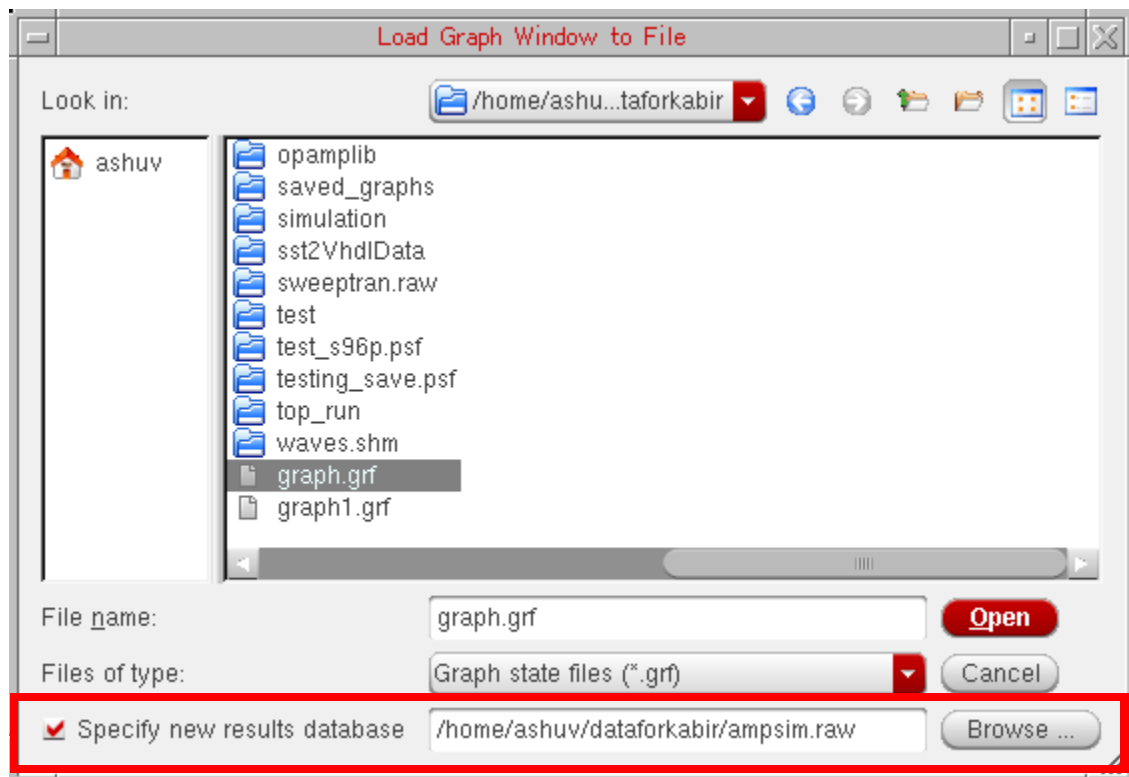 Load Graph Window to File
Look in:
/home/ashu...taforkabir
ashuv
opamplib
saved_graphs
simulation
sst2VhdlData
sweeptran.raw
test
test_s96p.psf
testing_save.psf
top_run
waves.shm
graph.grf
graph1.grf
File name: graph.grf Open
Files of type: Graph state files (*.grf) Cancel
Specify new results database /home/ashuv/dataforkabir/ampsim.raw Browse ...